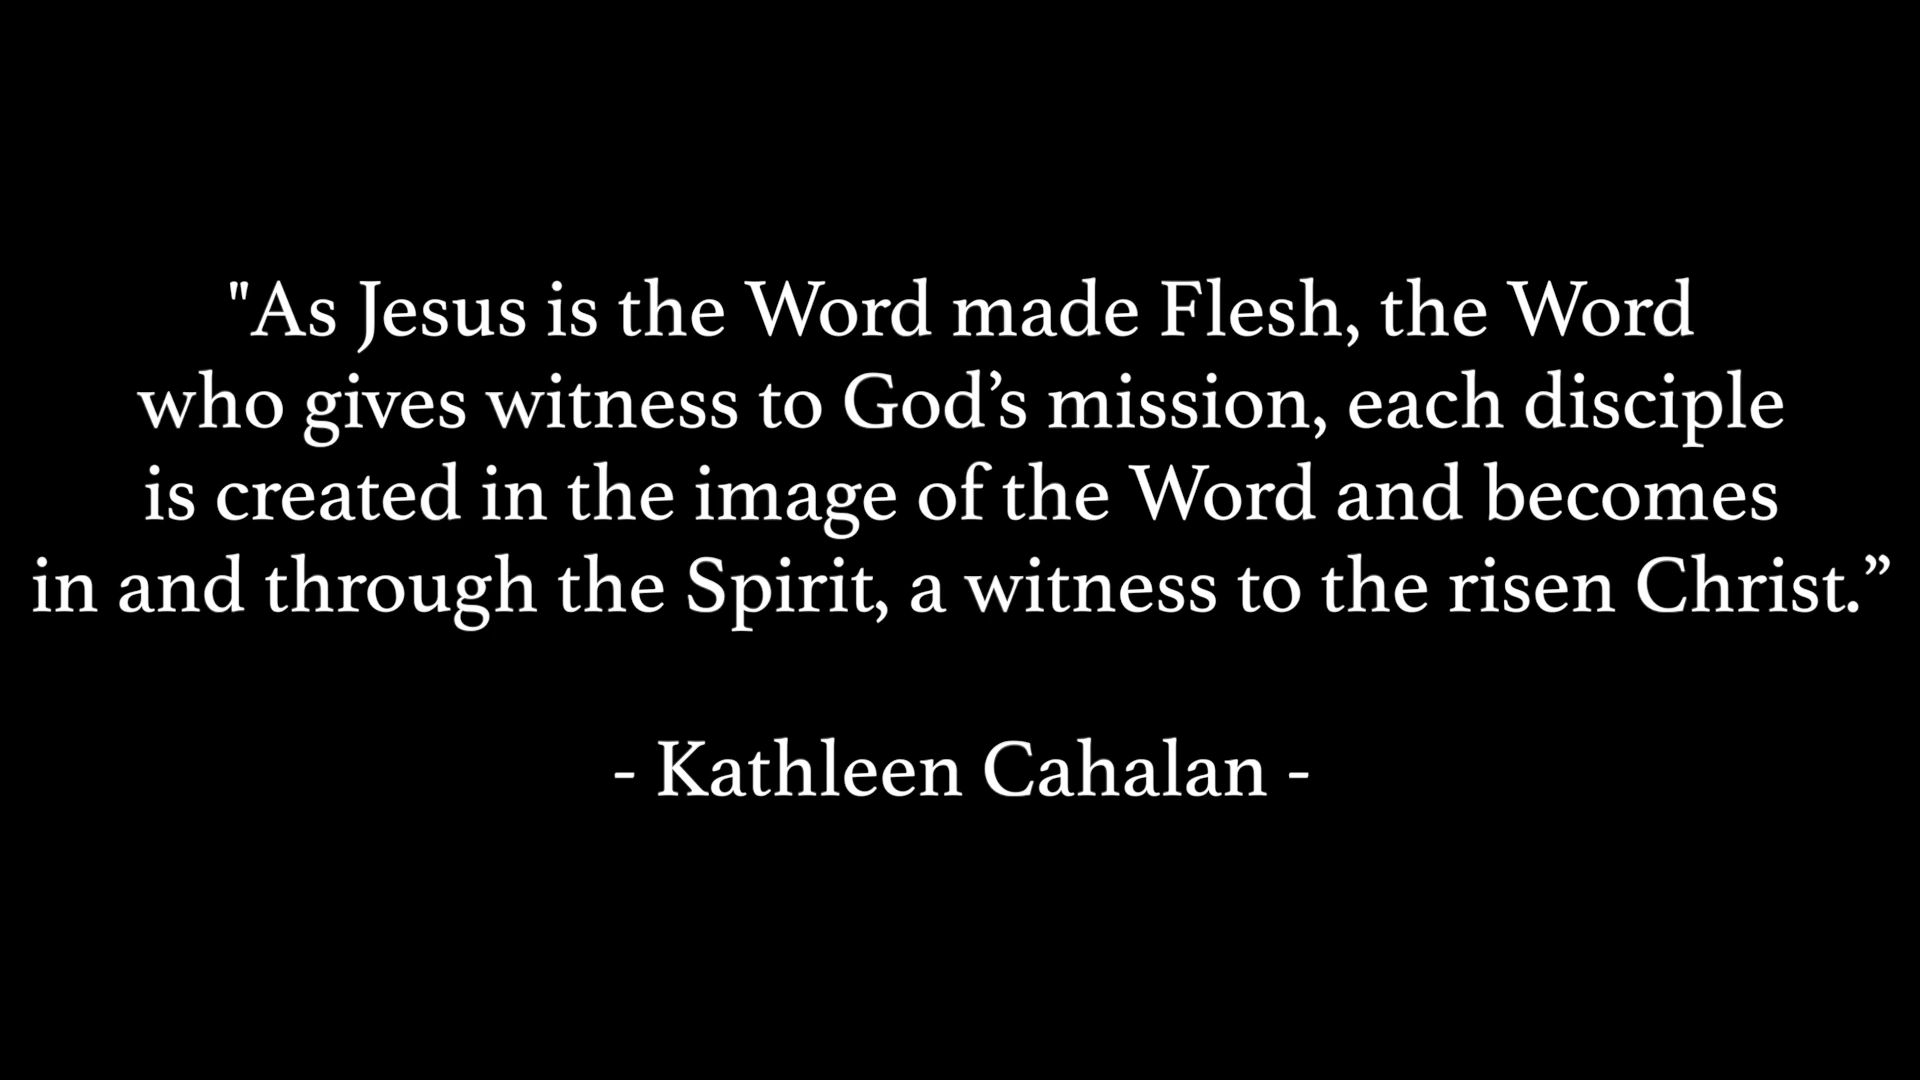 "As Jesus is the Word made Flesh, the Word
who gives witness to God’s mission, each disciple
is created in the image of the Word and becomes
in and through the Spirit, a witness to the risen Christ.”
- Kathleen Cahalan -